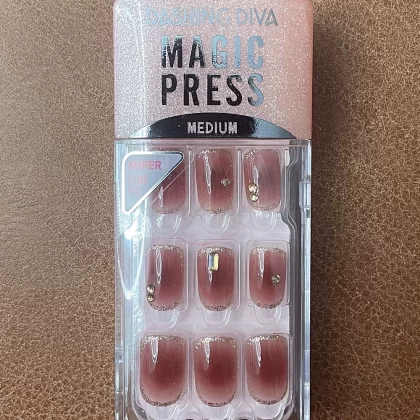 DASHING DIVA
MAGIC
PRESS
MEDIUM
SUPER